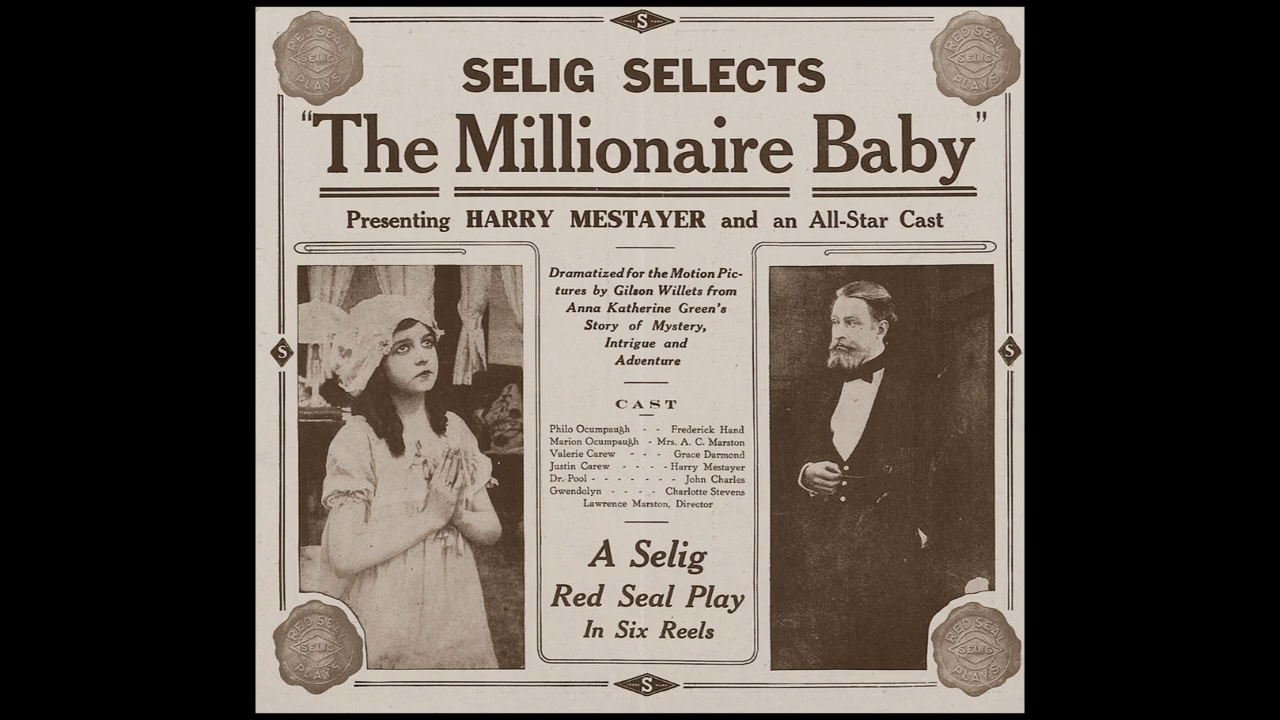 S
RED SEAL
SELIG
PLAYS
RED SEAL
SELIG
PLAYS
SELIG SELECTS
"The Millionaire Baby"
Presenting HARRY MESTAYER and an All-Star Cast
Dramatized for the Motion Pic-
tures by Gilson Willets from
Anna Katherine Green's
Story of Mystery,
Intrigue and
Adventure
S
S
CAST
Philo Ocumpaugh - - Frederick Hand
Marion Ocumpaugh - Mrs. A. C. Marston
Valerie Carew - - - Grace Darmond
Justin Carew - - - - Harry Mestayer
Dr. Pool - - - - - - - John Charles
Gwendolyn - - - - Charlotte Stevens
Lawrence Marston, Director
A Selig
Red Seal Play
In Six Reels
RED SEAL
SELIG
PLAYS
RED SEAL
SELIG
PLAYS
S